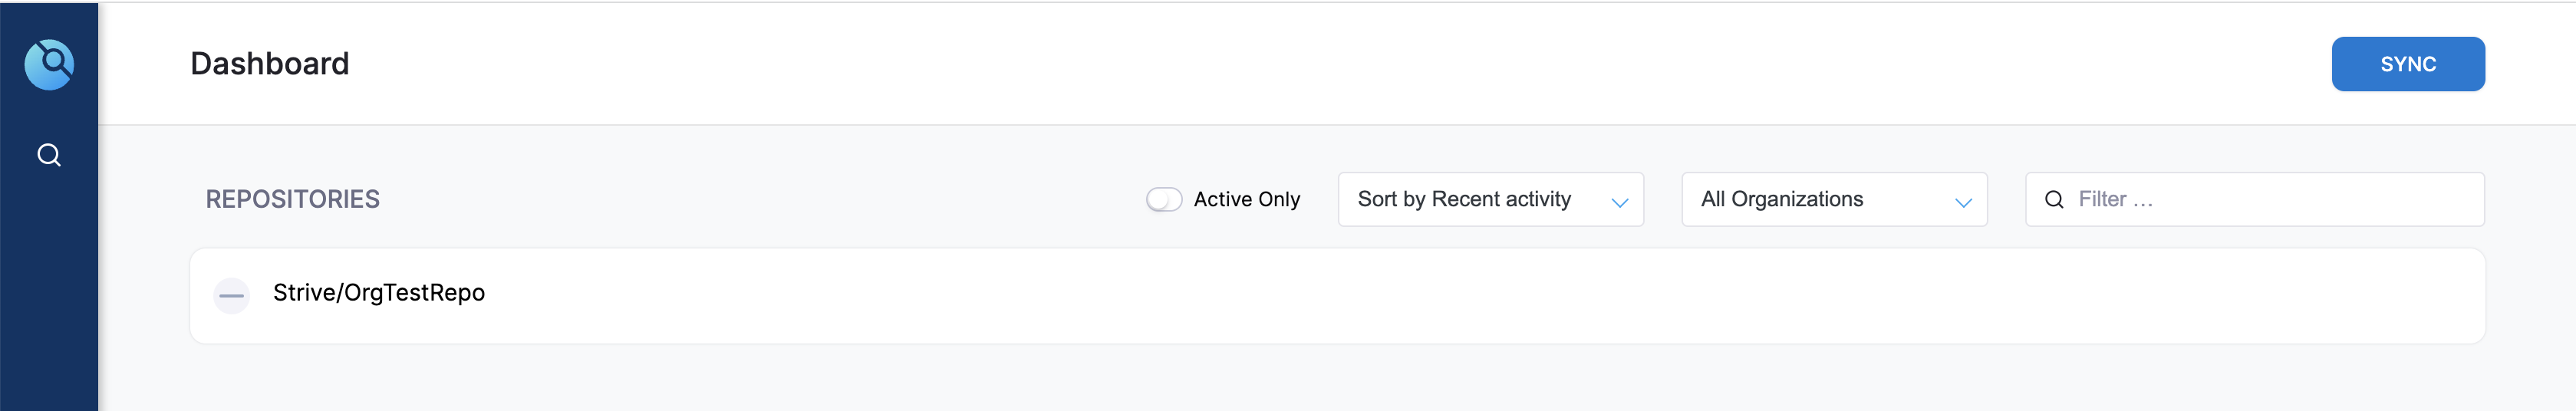 Dashboard
SYNC
REPOSITORIES
Active Only
Sort by Recent activity
All Organizations
Filter ...
Strive/OrgTestRepo